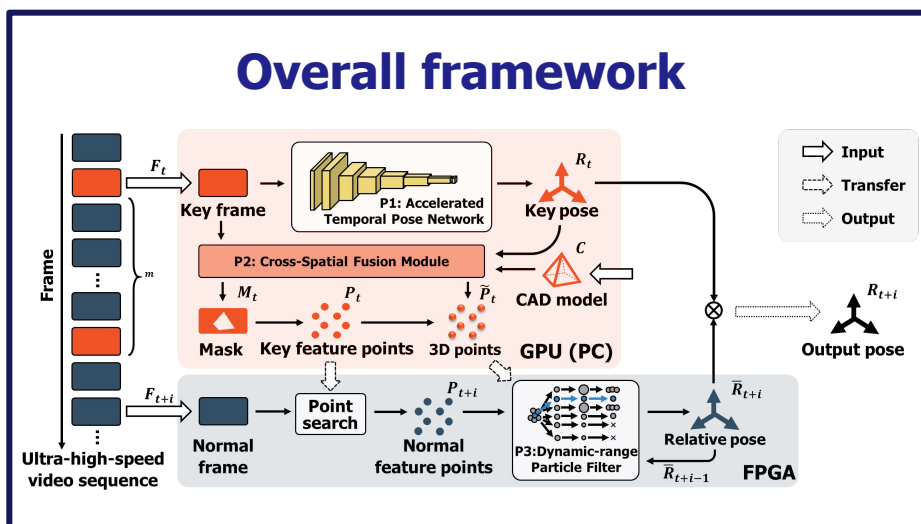 Overall framework
Frame
Ultra-high-speed
video sequence
m
F_t
Key frame
P1: Accelerated
Temporal Pose Network
R_t
Key pose
P2: Cross-Spatial Fusion Module
C
CAD model
M_t
Mask
P_t
Key feature points
P̃_t
3D points
GPU (PC)
F_{t+i}
Normal
frame
Point
search
P_{t+i}
Normal
feature points
P3:Dynamic-range
Particle Filter
R̅_{t+i}
Relative pose
R̅_{t+i-1}
FPGA
Input
Transfer
Output
R_{t+i}
Output pose